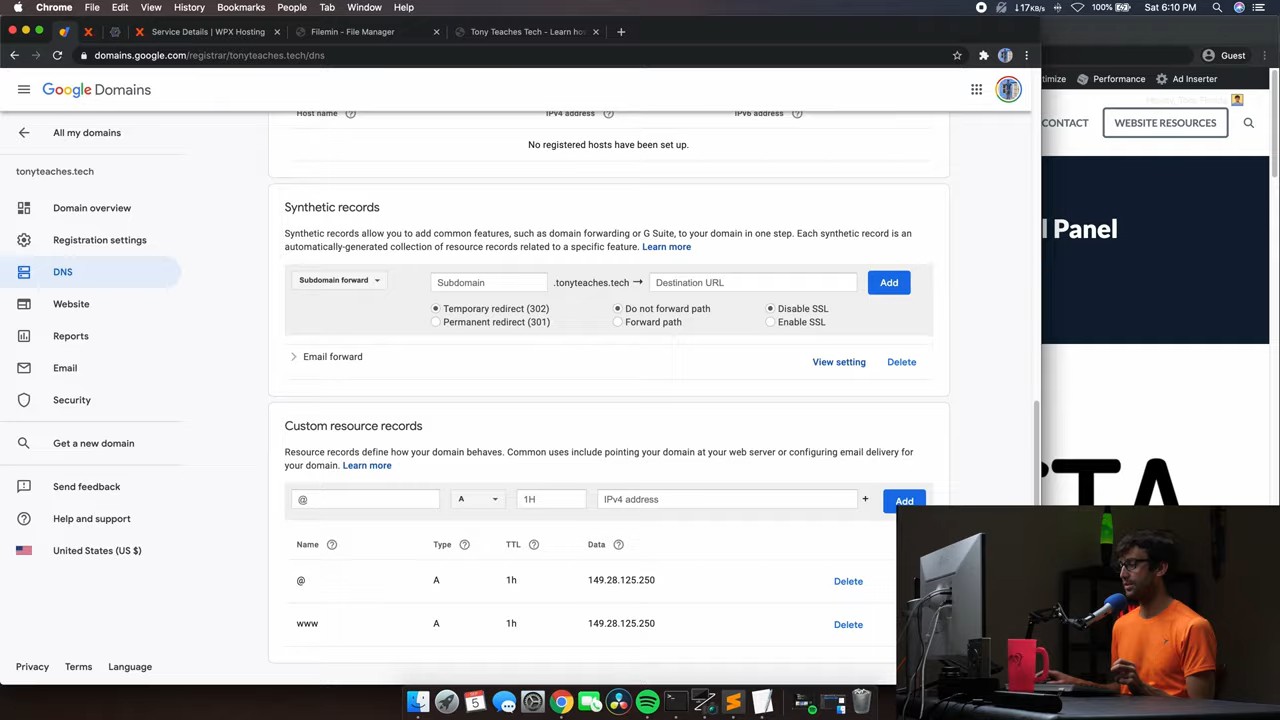 Chrome File Edit View History Bookmarks People Tab Window Help
117KB/s 100% Sun 6:10 PM
Service Details | WPX Hosting
Filemin - File Manager
Tony Teaches Tech - Learn how
domains.google.com/registrar/tonyteaches.tech/dns
Guest
Google Domains
timize Performance Ad Inserter
CONTACT WEBSITE RESOURCES
l Panel
All my domains
tonyteaches.tech
Domain overview
Registration settings
DNS
Website
Reports
Email
Security
Get a new domain
Send feedback
Help and support
United States (US $)
Privacy Terms Language
Host name IPv4 address IPv6 address
No registered hosts have been set up.
Synthetic records
Synthetic records allow you to add common features, such as domain forwarding or G Suite, to your domain in one step. Each synthetic record is an
automatically-generated collection of resource records related to a specific feature. Learn more
Subdomain forward Subdomain .tonyteaches.tech → Destination URL Add
Temporary redirect (302) Do not forward path Disable SSL
Permanent redirect (301) Forward path Enable SSL
Email forward View setting Delete
Custom resource records
Resource records define how your domain behaves. Common uses include pointing your domain at your web server or configuring email delivery for
your domain. Learn more
@ A 1H IPv4 address + Add
Name Type TTL Data
@ A 1h 149.28.125.250 Delete
www A 1h 149.28.125.250 Delete